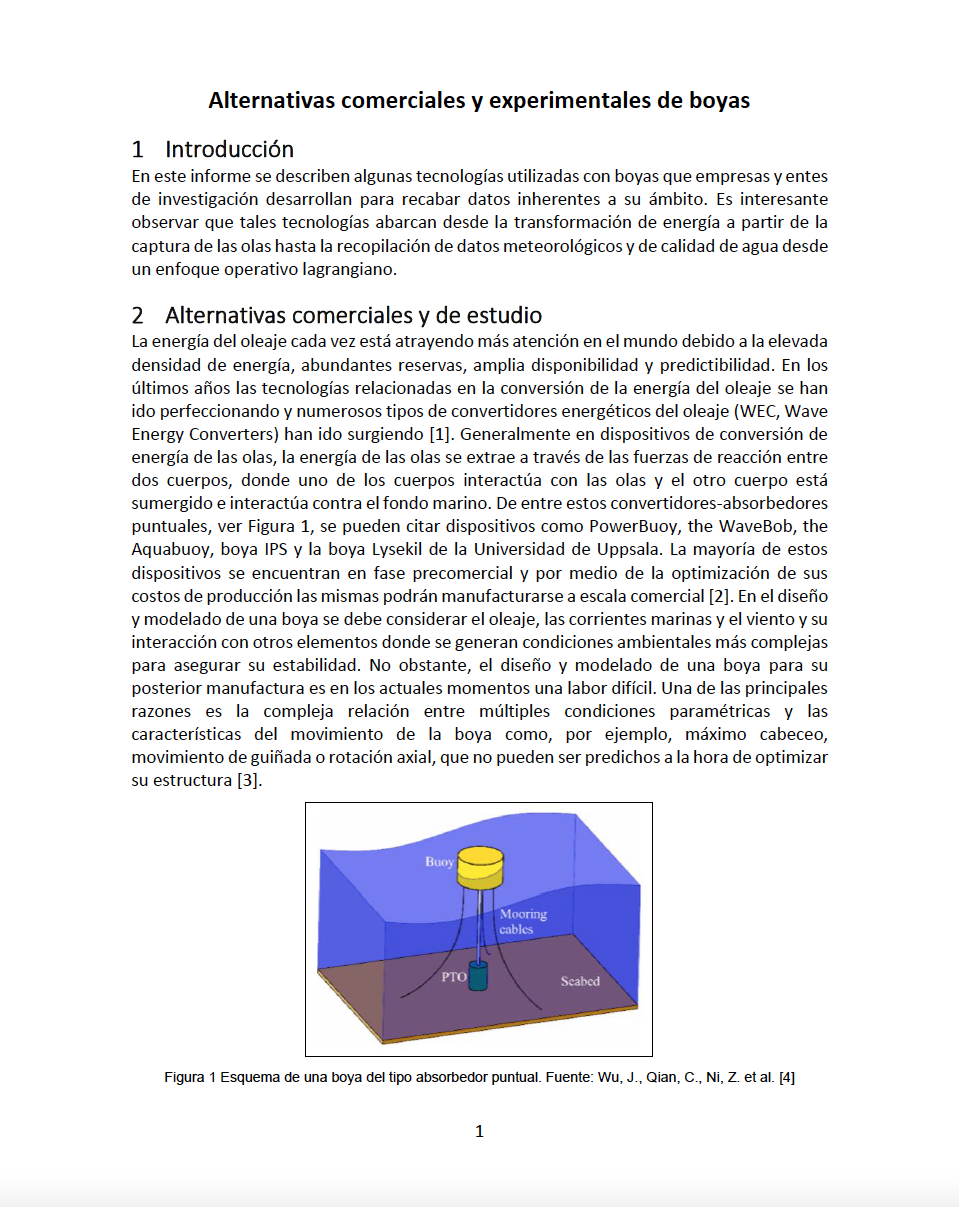 Alternativas comerciales y experimentales de boyas
1 Introducción
En este informe se describen algunas tecnologías utilizadas con boyas que empresas y entes
de investigación desarrollan para recabar datos inherentes a su ámbito. Es interesante
observar que tales tecnologías abarcan desde la transformación de energía a partir de la
captura de las olas hasta la recopilación de datos meteorológicos y de calidad de agua desde
un enfoque operativo lagrangiano.
2 Alternativas comerciales y de estudio
La energía del oleaje cada vez está atrayendo más atención en el mundo debido a la elevada
densidad de energía, abundantes reservas, amplia disponibilidad y predictibilidad. En los
últimos años las tecnologías relacionadas en la conversión de la energía del oleaje se han
ido perfeccionando y numerosos tipos de convertidores energéticos del oleaje (WEC, Wave
Energy Converters) han ido surgiendo [1]. Generalmente en dispositivos de conversión de
energía de las olas, la energía de las olas se extrae a través de las fuerzas de reacción entre
dos cuerpos, donde uno de los cuerpos interactúa con las olas y el otro cuerpo está
sumergido e interactúa contra el fondo marino. De entre estos convertidores-absorbedores
puntuales, ver Figura 1, se pueden citar dispositivos como PowerBuoy, the WaveBob, the
Aquabuoy, boya IPS y la boya Lysekil de la Universidad de Uppsala. La mayoría de estos
dispositivos se encuentran en fase precomercial y por medio de la optimización de sus
costos de producción las mismas podrán manufacturarse a escala comercial [2]. En el diseño
y modelado de una boya se debe considerar el oleaje, las corrientes marinas y el viento y su
interacción con otros elementos donde se generan condiciones ambientales más complejas
para asegurar su estabilidad. No obstante, el diseño y modelado de una boya para su
posterior manufactura es en los actuales momentos una labor difícil. Una de las principales
razones es la compleja relación entre múltiples condiciones paramétricas y las
características del movimiento de la boya como, por ejemplo, máximo cabeceo,
movimiento de guiñada o rotación axial, que no pueden ser predichos a la hora de optimizar
su estructura [3].
Buoy
Mooring
cables
PTO
Seabed
Figura 1 Esquema de una boya del tipo absorbedor puntual. Fuente: Wu, J., Qian, C., Ni, Z. et al. [4]
1